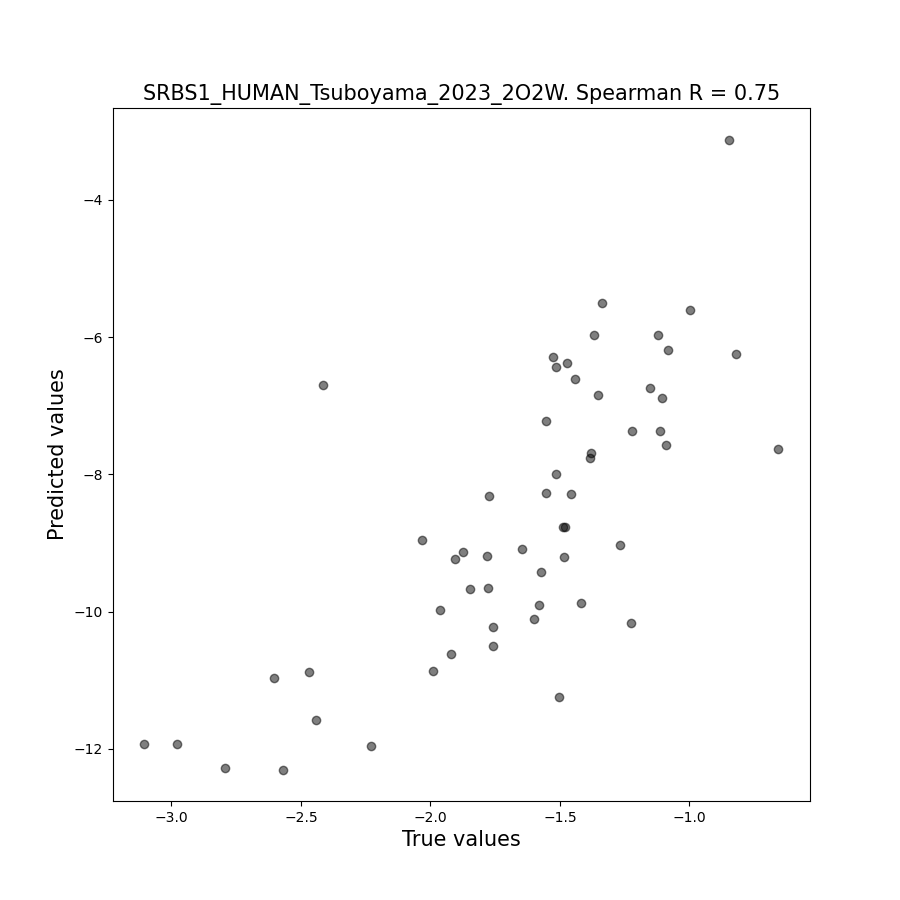 SRBS1_HUMAN_Tsuboyama_2023_2O2W. Spearman R = 0.75
Predicted values
−4
−6
−8
−10
−12
−3.0 −2.5 −2.0 −1.5 −1.0
True values